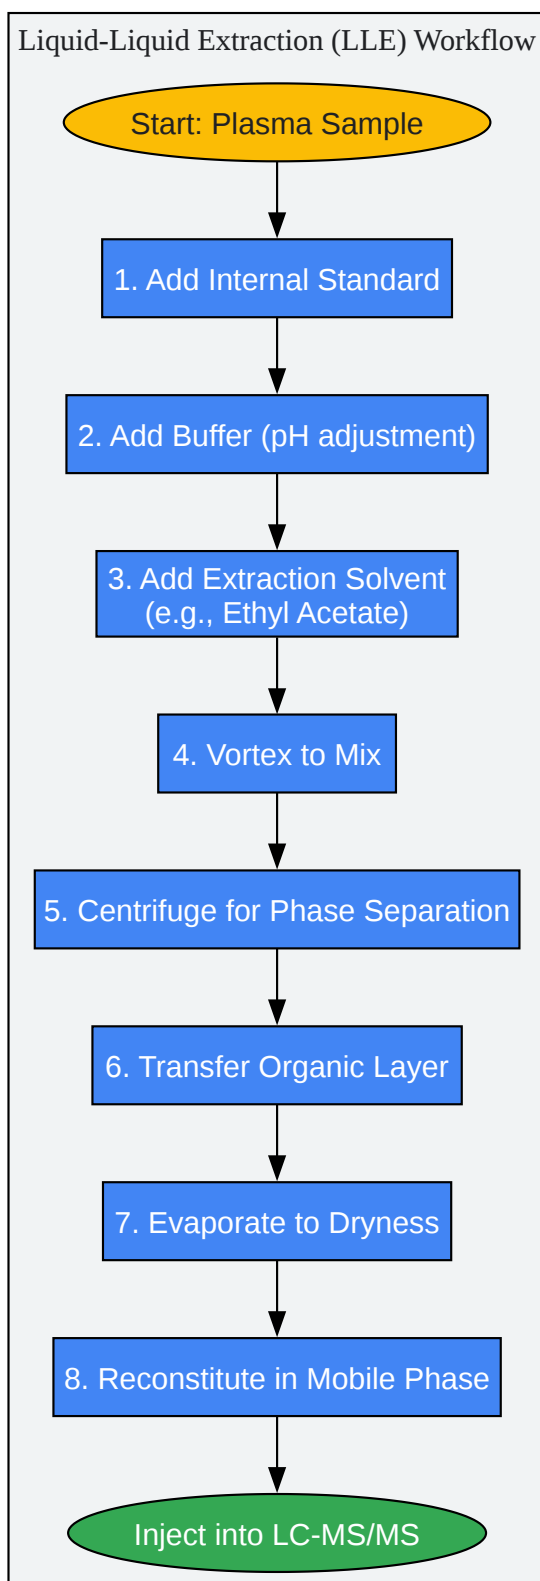 Liquid-Liquid Extraction (LLE) Workflow
Start: Plasma Sample
1. Add Internal Standard
2. Add Buffer (pH adjustment)
3. Add Extraction Solvent
(e.g., Ethyl Acetate)
4. Vortex to Mix
5. Centrifuge for Phase Separation
6. Transfer Organic Layer
7. Evaporate to Dryness
8. Reconstitute in Mobile Phase
Inject into LC-MS/MS